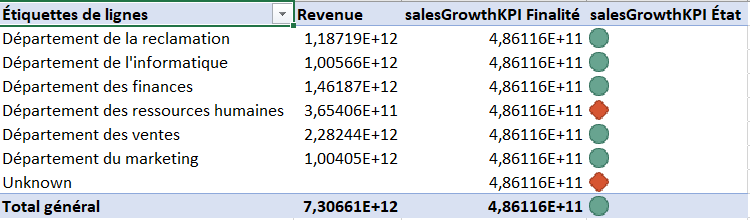 Étiquettes de lignes Revenue salesGrowthKPI Finalité salesGrowthKPI État
Département de la reclamation 1,18719E+12 4,86116E+11
Département de l'informatique 1,00566E+12 4,86116E+11
Département des finances 1,46187E+12 4,86116E+11
Département des ressources humaines 3,65406E+11 4,86116E+11
Département des ventes 2,28244E+12 4,86116E+11
Département du marketing 1,00405E+12 4,86116E+11
Unknown 4,86116E+11
Total général 7,30661E+12 4,86116E+11